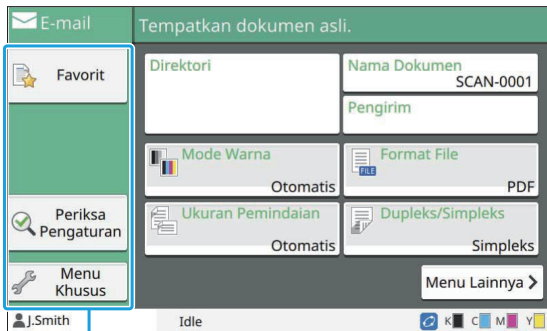 E-mail
Tempatkan dokumen asli.
Favorit
Periksa
Pengaturan
Menu
Khusus
Direktori
Nama Dokumen
SCAN-0001
Pengirim
Mode Warna
Otomatis
Format File
FILE
PDF
Ukuran Pemindaian
Otomatis
Dupleks/Simpleks
Simpleks
Menu Lainnya
J.Smith
Idle
K C M Y